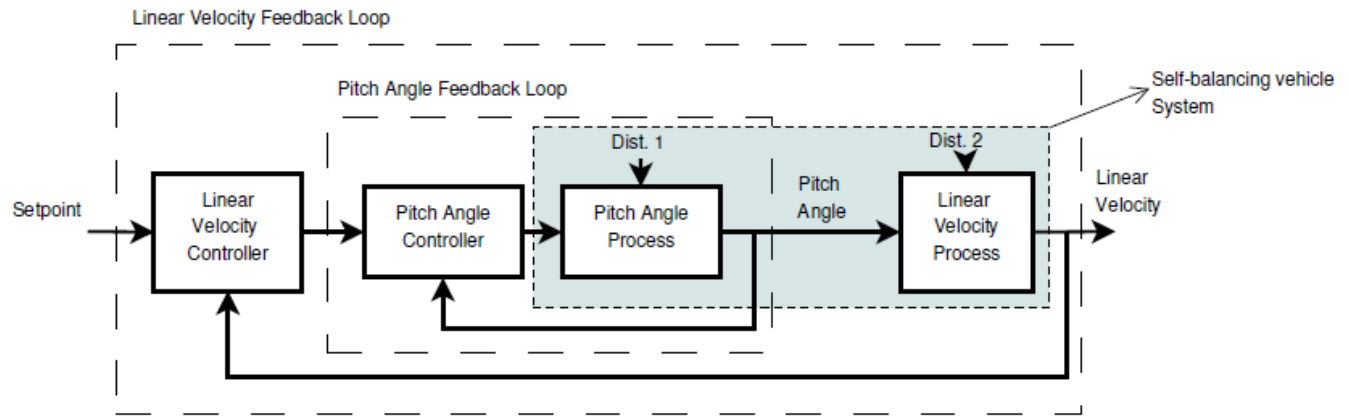 Linear Velocity Feedback Loop
Pitch Angle Feedback Loop
Self-balancing vehicle
System
Dist. 1
Dist. 2
Setpoint
Linear
Velocity
Controller
Pitch Angle
Controller
Pitch Angle
Process
Pitch
Angle
Linear
Velocity
Process
Linear
Velocity